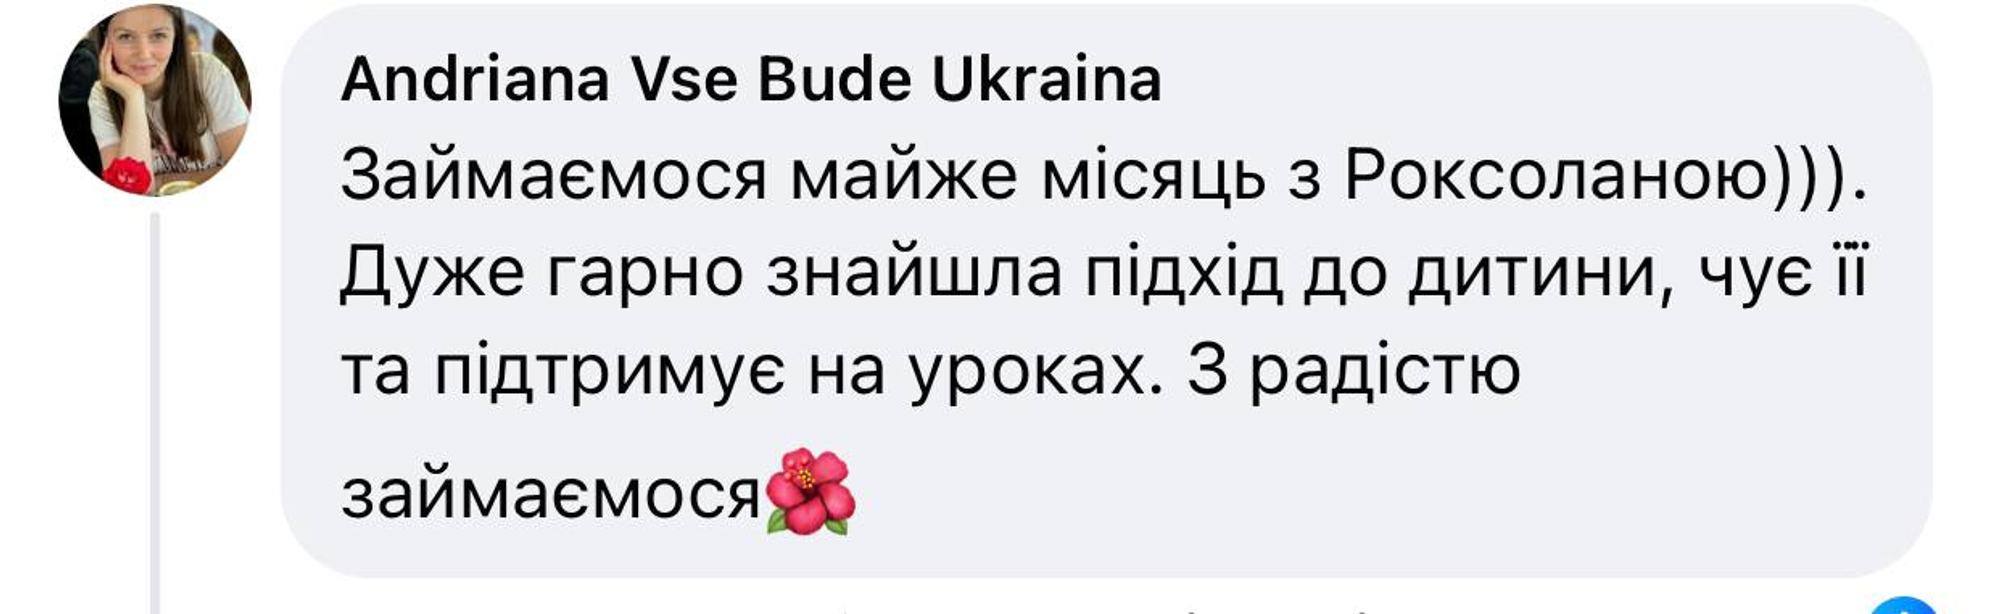 Andriana Vse Bude Ukraina
Займаємося майже місяць з Роксоланою))).
Дуже гарно знайшла підхід до дитини, чує її
та підтримує на уроках. З радістю
займаємося🌺